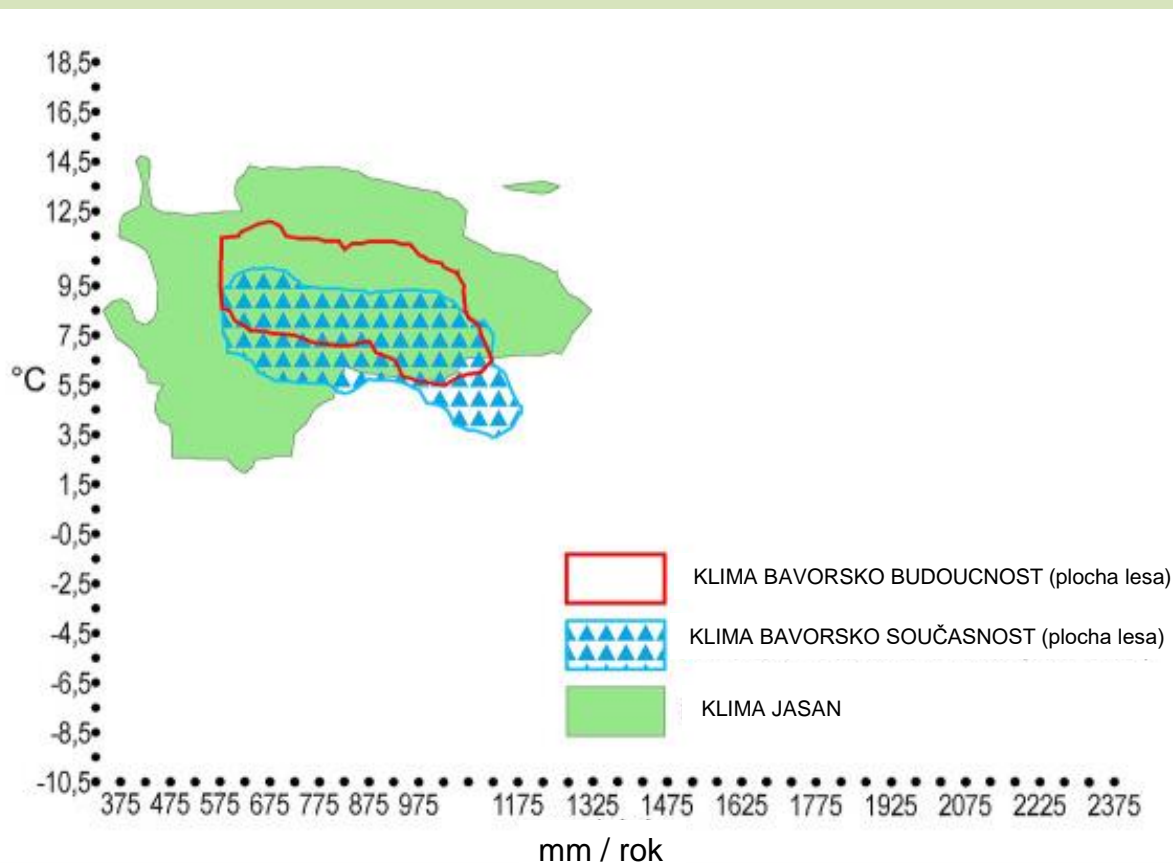 18,5
16,5
14,5
12,5
9,5
7,5
°C
5,5
3,5
1,5
-0,5
-2,5
-4,5
-6,5
-8,5
-10,5
KLIMA BAVORSKO BUDOUCNOST (plocha lesa)
KLIMA BAVORSKO SOUČASNOST (plocha lesa)
KLIMA JASAN
375 475 575 675 775 875 975 1175 1325 1475 1625 1775 1925 2075 2225 2375
mm / rok